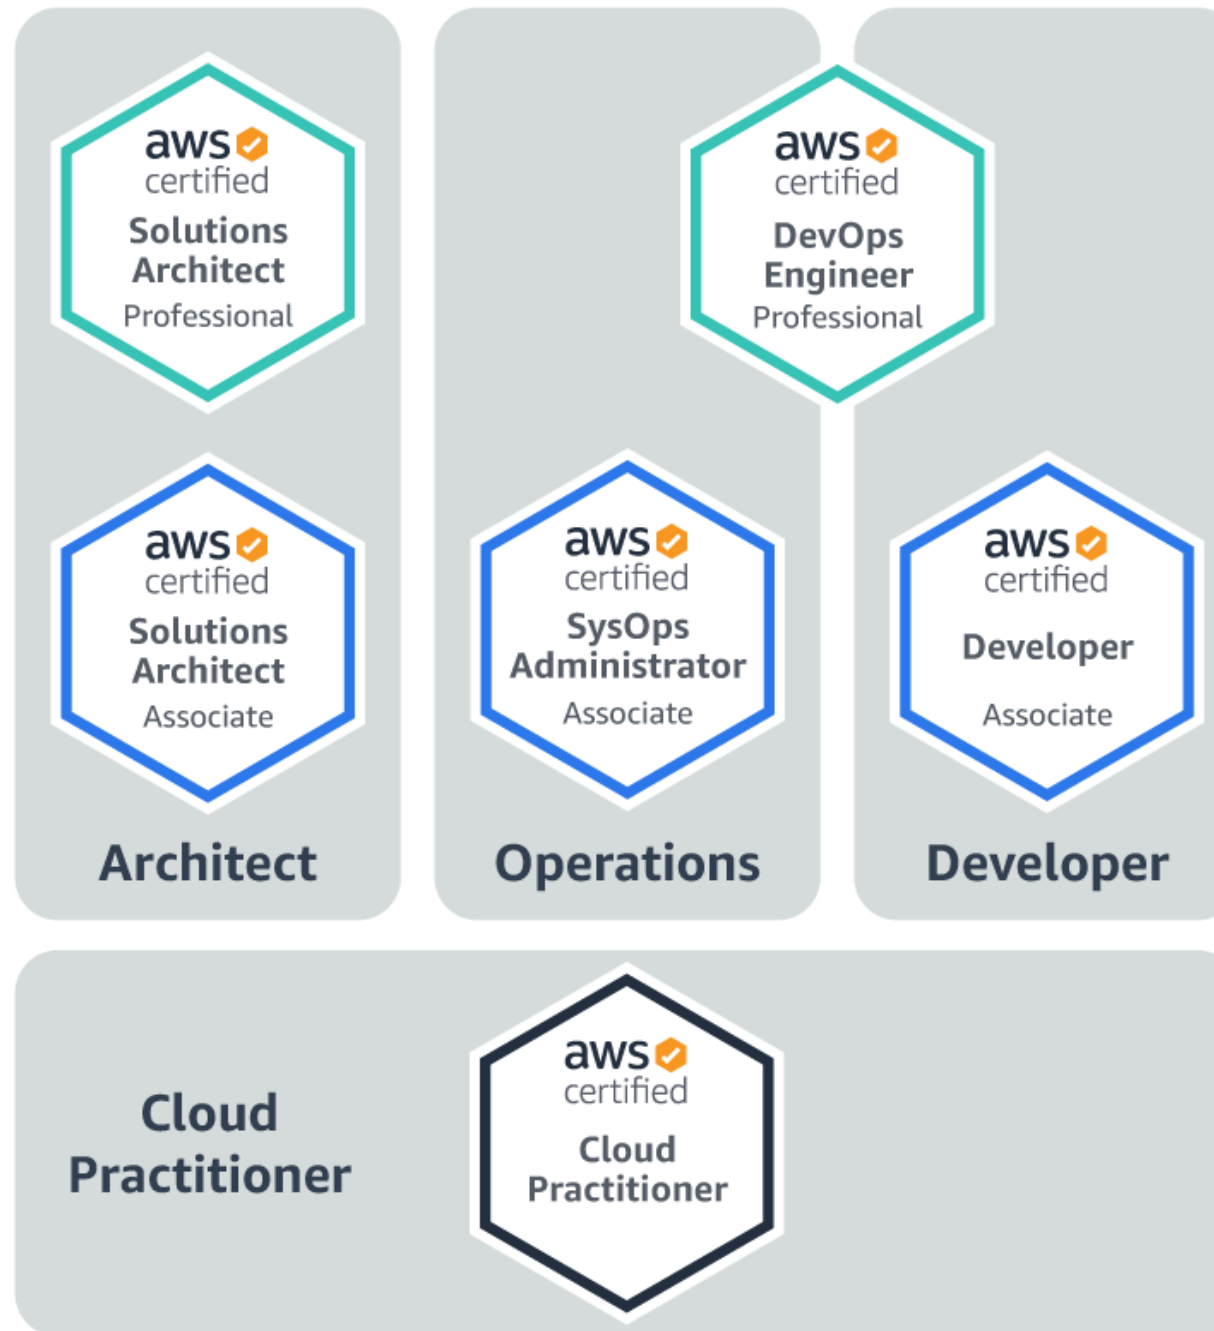 aws
certified
Solutions
Architect
Professional
aws
certified
DevOps
Engineer
Professional
aws
certified
Solutions
Architect
Associate
aws
certified
SysOps
Administrator
Associate
aws
certified
Developer
Associate
Architect
Operations
Developer
Cloud
Practitioner
aws
certified
Cloud
Practitioner